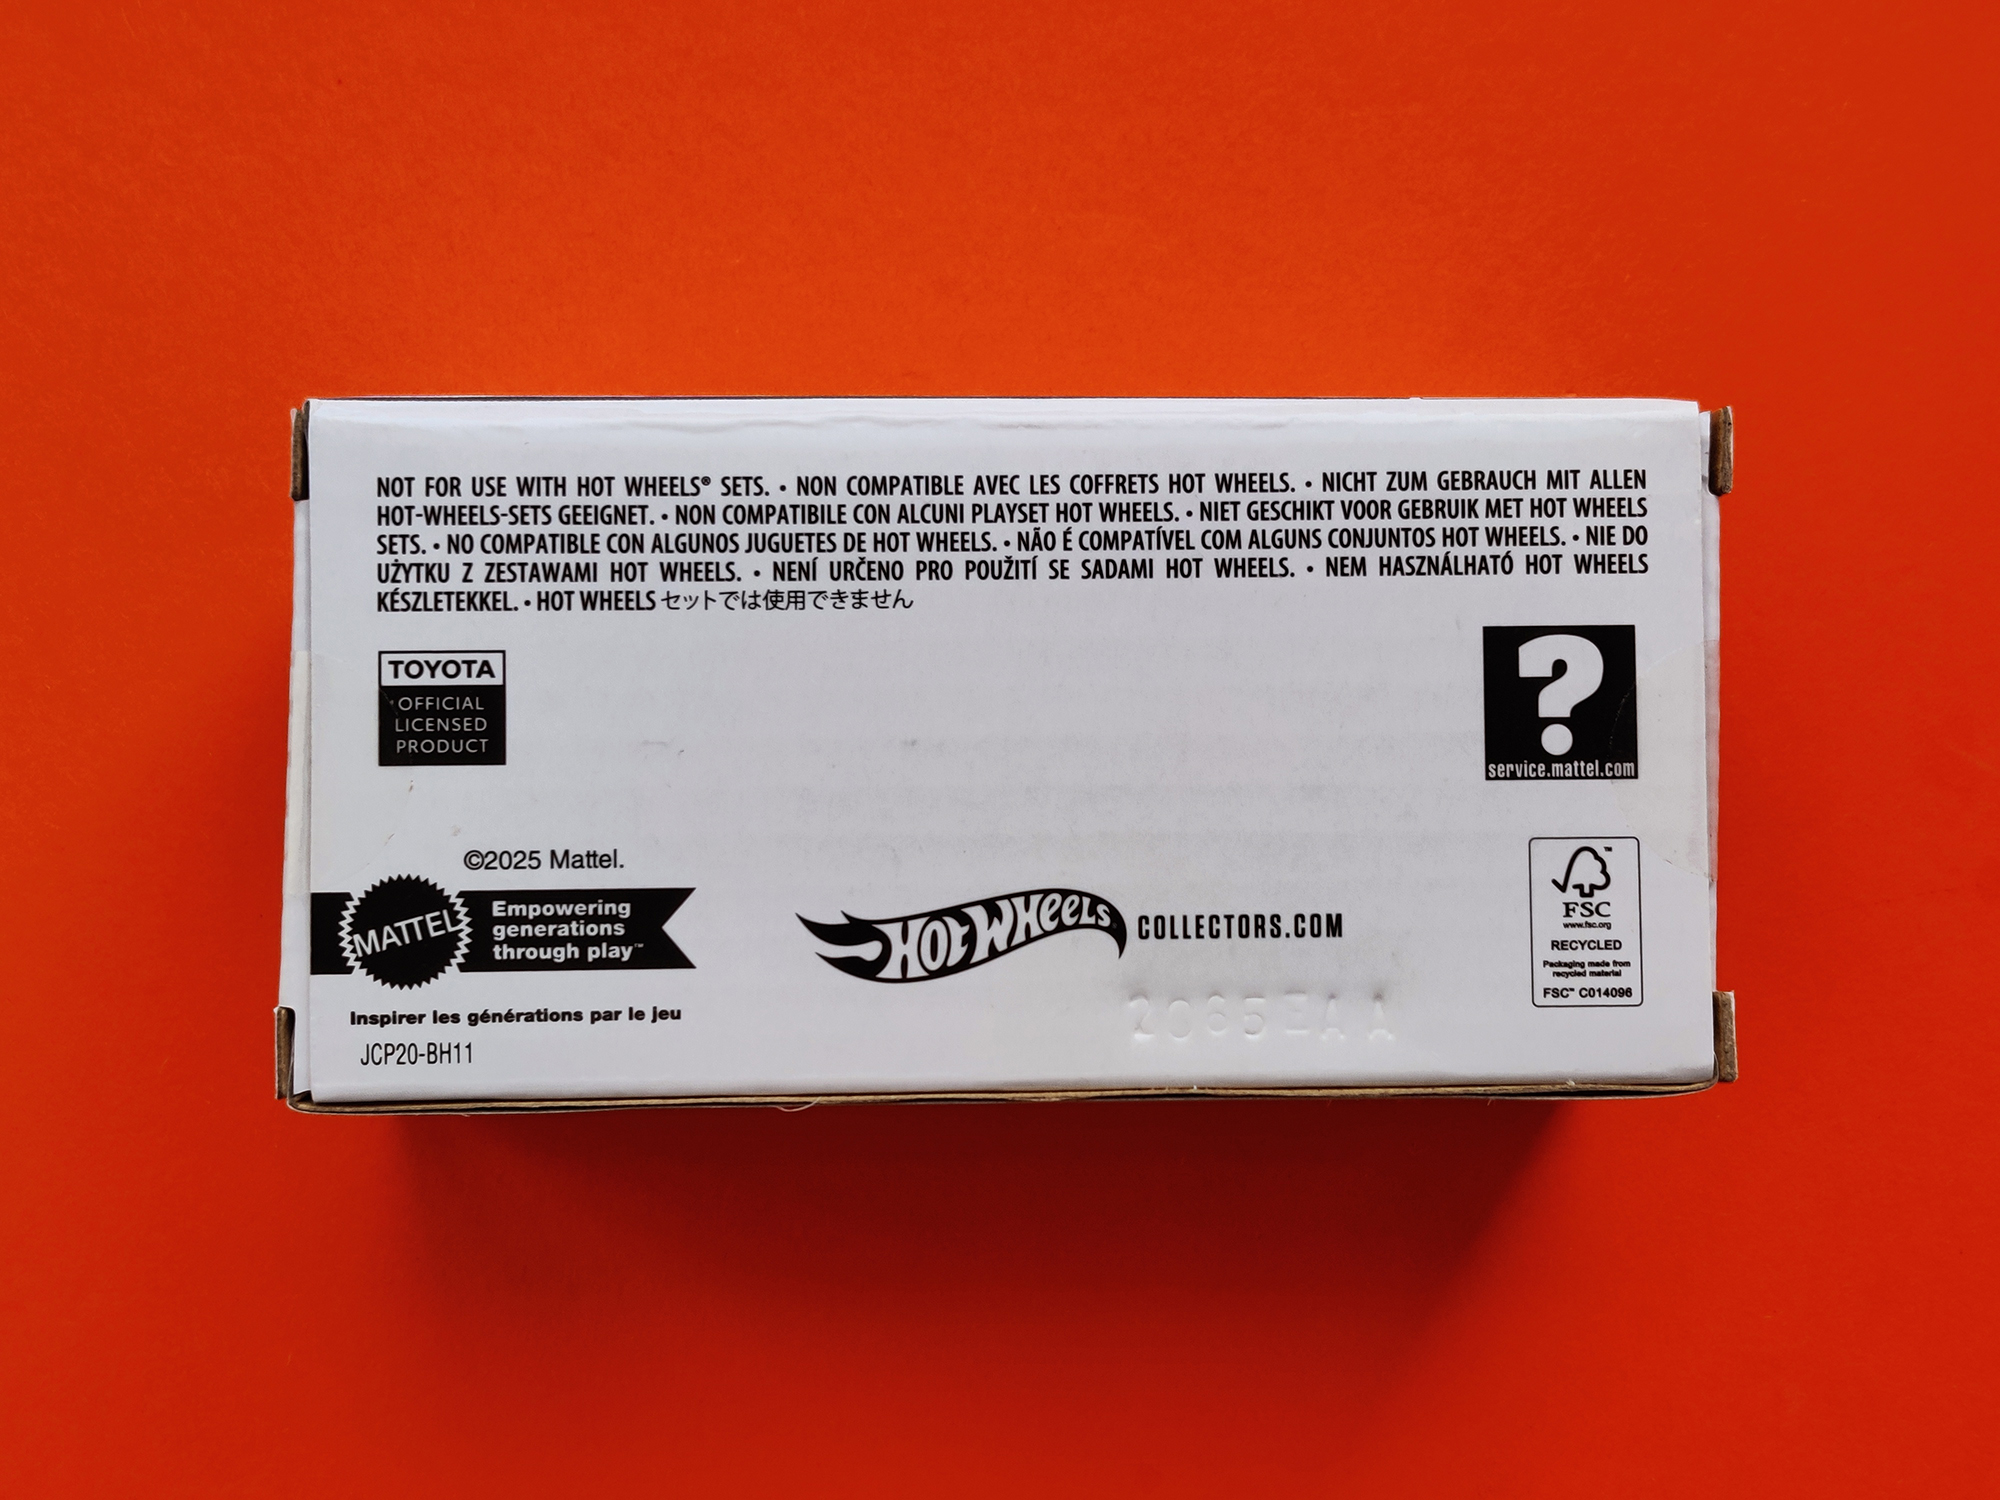 NOT FOR USE WITH HOT WHEELS® SETS. • NON COMPATIBLE AVEC LES COFFRETS HOT WHEELS. • NICHT ZUM GEBRAUCH MIT ALLEN
HOT-WHEELS-SETS GEEIGNET. • NON COMPATIBILE CON ALCUNI PLAYSET HOT WHEELS. • NIET GESCHIKT VOOR GEBRUIK MET HOT WHEELS
SETS. • NO COMPATIBLE CON ALGUNOS JUGUETES DE HOT WHEELS. • NÃO É COMPATÍVEL COM ALGUNS CONJUNTOS HOT WHEELS. • NIE DO
UŻYTKU Z ZESTAWAMI HOT WHEELS. • NENÍ URČENO PRO POUŽITÍ SE SADAMI HOT WHEELS. • NEM HASZNÁLHATÓ HOT WHEELS
KÉSZLETEKKEL. • HOT WHEELS セットでは使用できません
TOYOTA
OFFICIAL
LICENSED
PRODUCT
?
service.mattel.com
©2025 Mattel.
MATTEL
Empowering
generations
through play™
Inspirer les générations par le jeu
JCP20-BH11
HOT WHEELS COLLECTORS.COM
2065EAA
FSC™
www.fsc.org
RECYCLED
Packaging made from
recycled material
FSC™ C014096